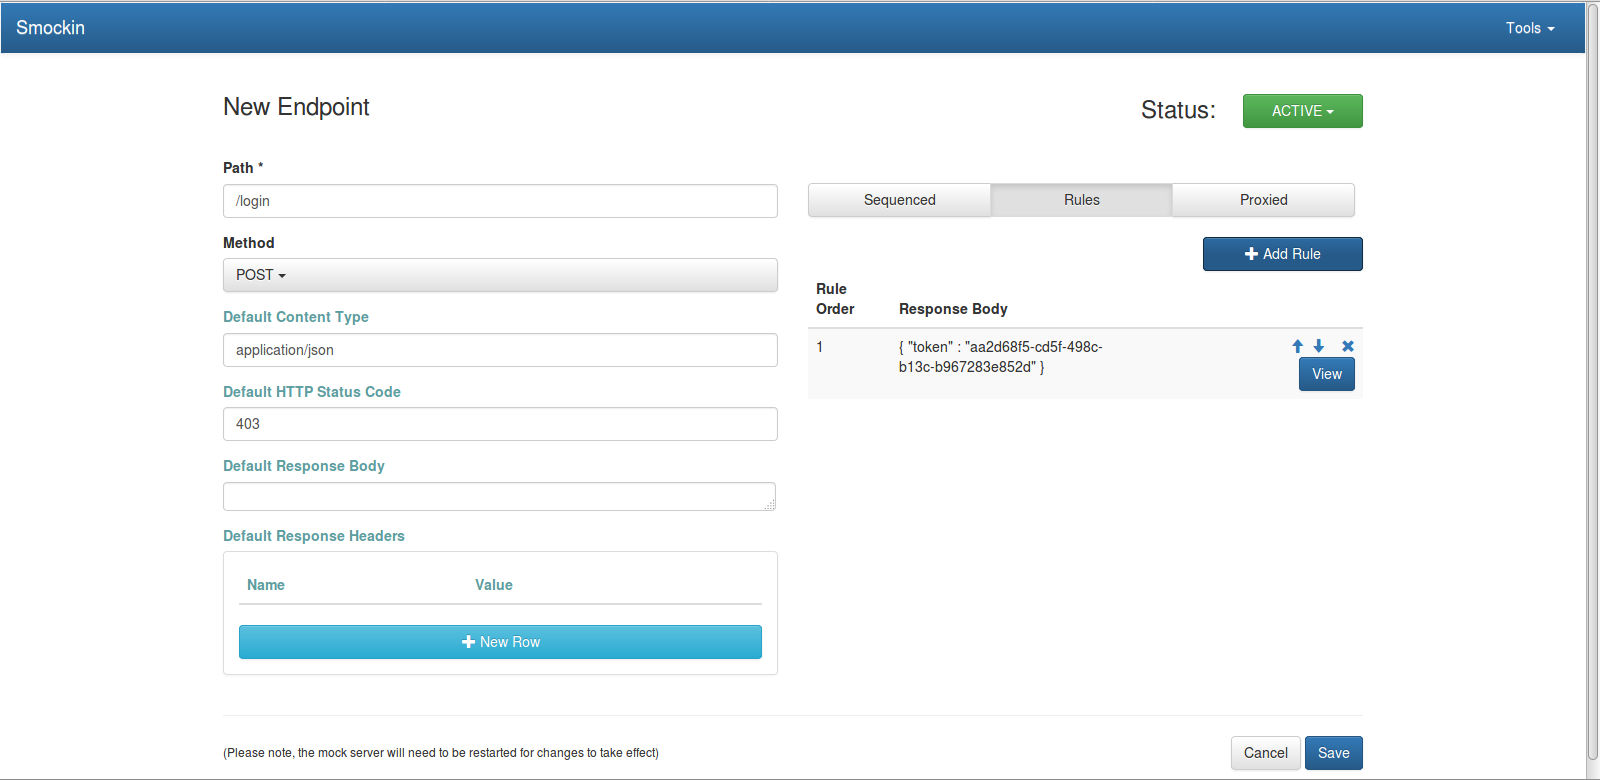 Smockin
Tools
New Endpoint
Status:
ACTIVE
Path *
/login
Method
POST
Default Content Type
application/json
Default HTTP Status Code
403
Default Response Body
Default Response Headers
Name Value
New Row
Sequenced Rules Proxied
Add Rule
Rule
Order Response Body
1 { "token" : "aa2d68f5-cd5f-498c-
b13c-b967283e852d" }
View
(Please note, the mock server will need to be restarted for changes to take effect)
Cancel Save